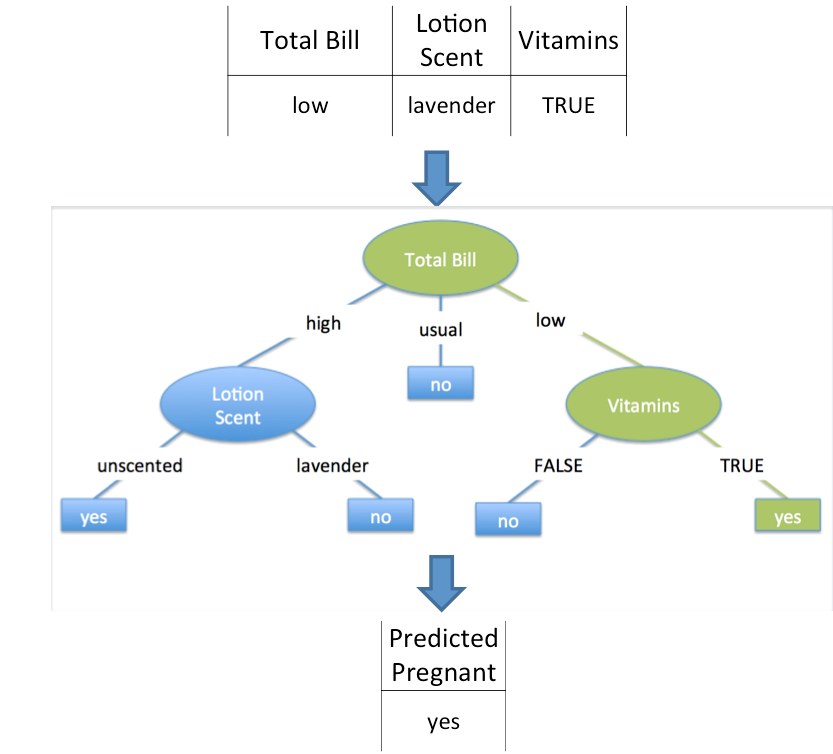 Total Bill
Lotion
Scent
Vitamins
low
lavender
TRUE
Total Bill
high
usual
low
no
Lotion
Scent
Vitamins
unscented
lavender
FALSE
TRUE
yes
no
no
yes
Predicted
Pregnant
yes